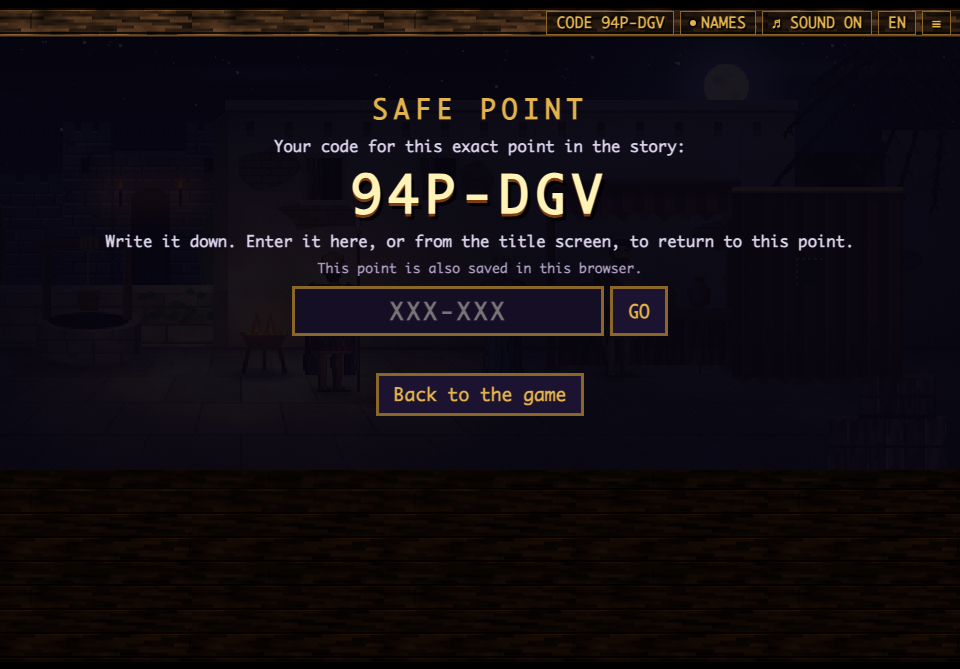 CODE 94P-DGV
• NAMES
♬ SOUND ON
EN
≡
SAFE POINT
Your code for this exact point in the story:
94P-DGV
Write it down. Enter it here, or from the title screen, to return to this point.
This point is also saved in this browser.
XXX-XXX
GO
Back to the game